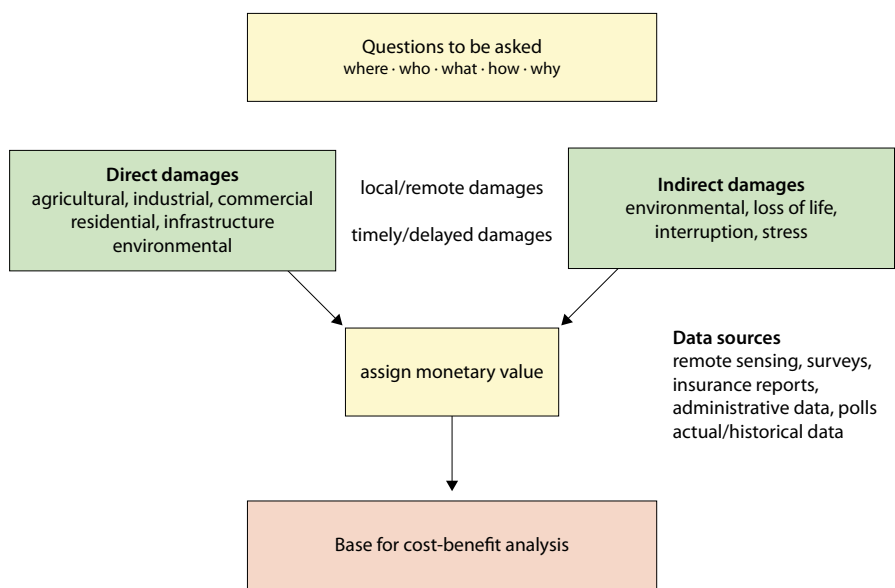 Questions to be asked
where · who · what · how · why
Direct damages
agricultural, industrial, commercial
residential, infrastructure
environmental
local/remote damages
timely/delayed damages
Indirect damages
environmental, loss of life,
interruption, stress
assign monetary value
Data sources
remote sensing, surveys,
insurance reports,
administrative data, polls
actual/historical data
Base for cost-benefit analysis